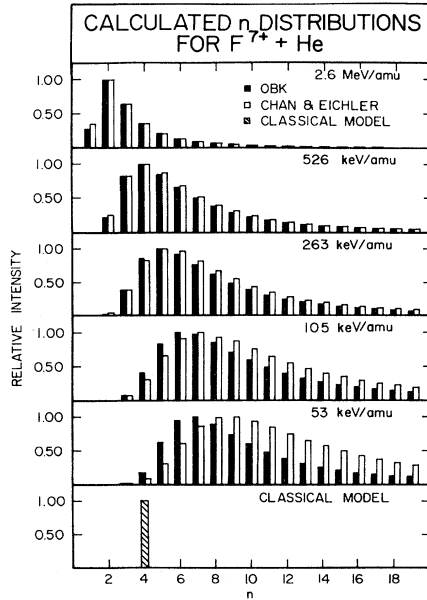 CALCULATED n DISTRIBUTIONS
FOR F7+ + He
2.6 MeV/amu
OBK
CHAN & EICHLER
CLASSICAL MODEL
1.00
0.50
526 keV/amu
1.00
0.50
263 keV/amu
1.00
0.50
RELATIVE INTENSITY
105 keV/amu
1.00
0.50
53 keV/amu
1.00
0.50
CLASSICAL MODEL
1.00
0.50
2 4 6 8 10 12 14 16 18
n